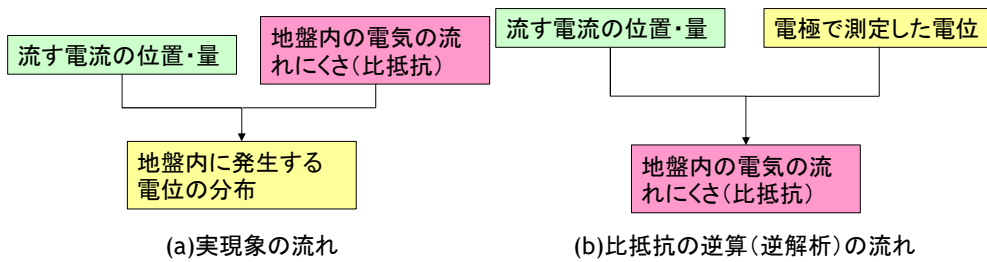 流す電流の位置・量
地盤内の電気の流
れにくさ(比抵抗)
地盤内に発生する
電位の分布
(a)実現象の流れ
流す電流の位置・量
電極で測定した電位
地盤内の電気の流
れにくさ(比抵抗)
(b)比抵抗の逆算(逆解析)の流れ